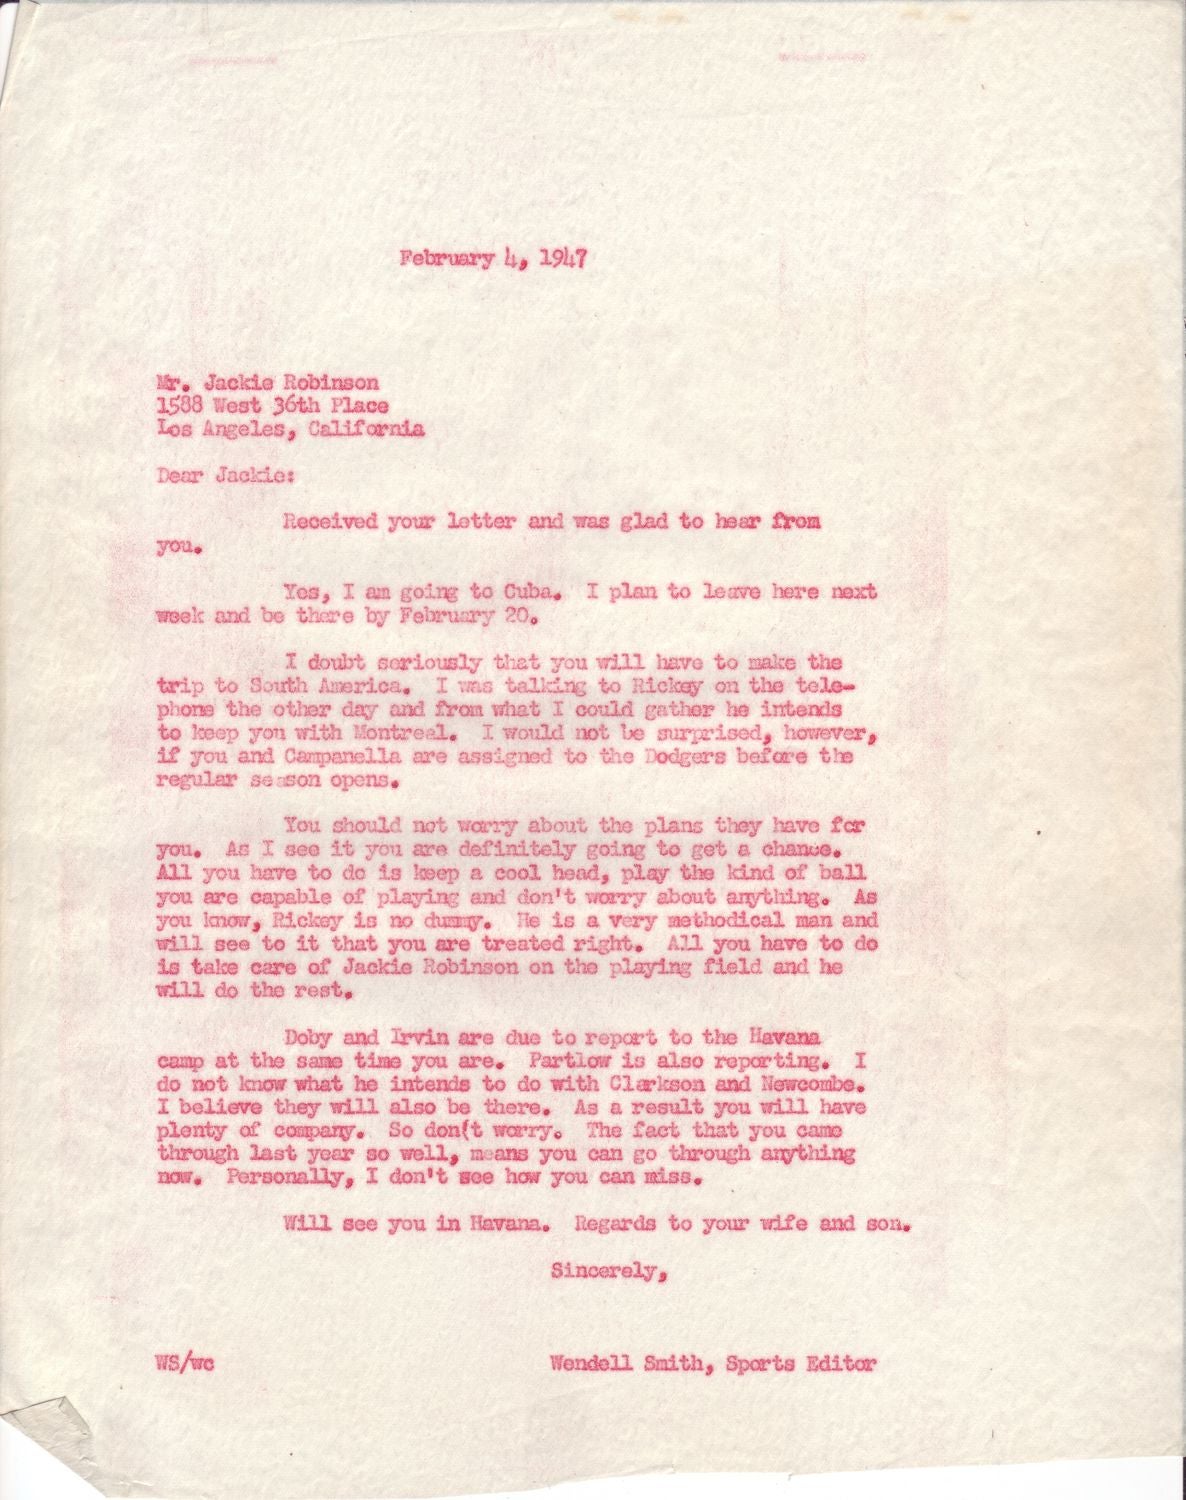 February 4, 1947
Mr. Jackie Robinson
1588 West 36th Place
Los Angeles, California
Dear Jackie:
Received your letter and was glad to hear from
you.
Yes, I am going to Cuba. I plan to leave here next
week and be there by February 20.
I doubt seriously that you will have to make the
trip to South America. I was talking to Rickey on the tele-
phone the other day and from what I could gather he intends
to keep you with Montreal. I would not be surprised, however,
if you and Campanella are assigned to the Dodgers before the
regular season opens.
You should not worry about the plans they have for
you. As I see it you are definitely going to get a chance.
All you have to do is keep a cool head, play the kind of ball
you are capable of playing and don't worry about anything. As
you know, Rickey is no dummy. He is a very methodical man and
will see to it that you are treated right. All you have to do
is take care of Jackie Robinson on the playing field and he
will do the rest.
Doby and Irvin are due to report to the Havana
camp at the same time you are. Partlow is also reporting. I
do not know what he intends to do with Clarkson and Newcombe.
I believe they will also be there. As a result you will have
plenty of company. So don(t worry. The fact that you came
through last year so well, means you can go through anything
now. Personally, I don't see how you can miss.
Will see you in Havana. Regards to your wife and son.
Sincerely,
WS/wc Wendell Smith, Sports Editor